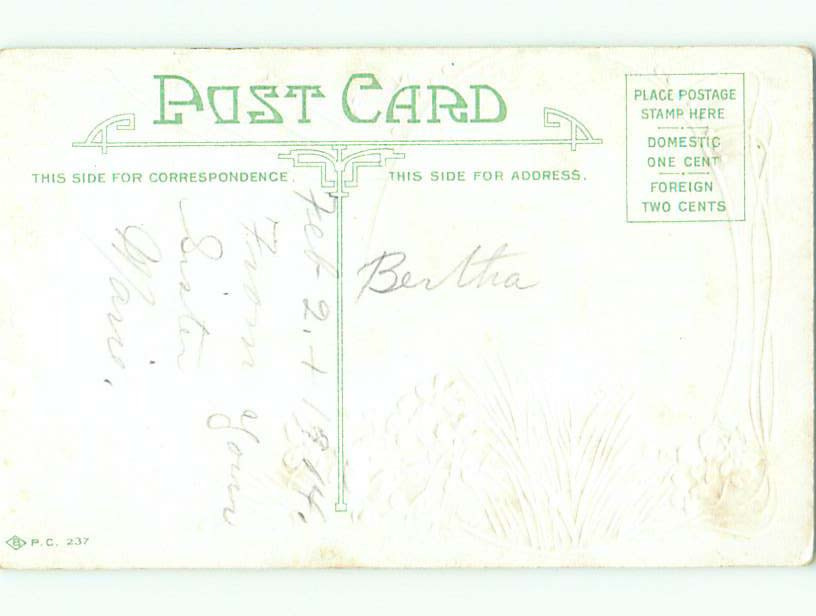 POST CARD
PLACE POSTAGE
STAMP HERE
DOMESTIC
ONE CENT
FOREIGN
TWO CENTS
THIS SIDE FOR CORRESPONDENCE.
THIS SIDE FOR ADDRESS.
Feb 2, 1914.
From your
Sister
Marie.
Bertha
B P.C. 237